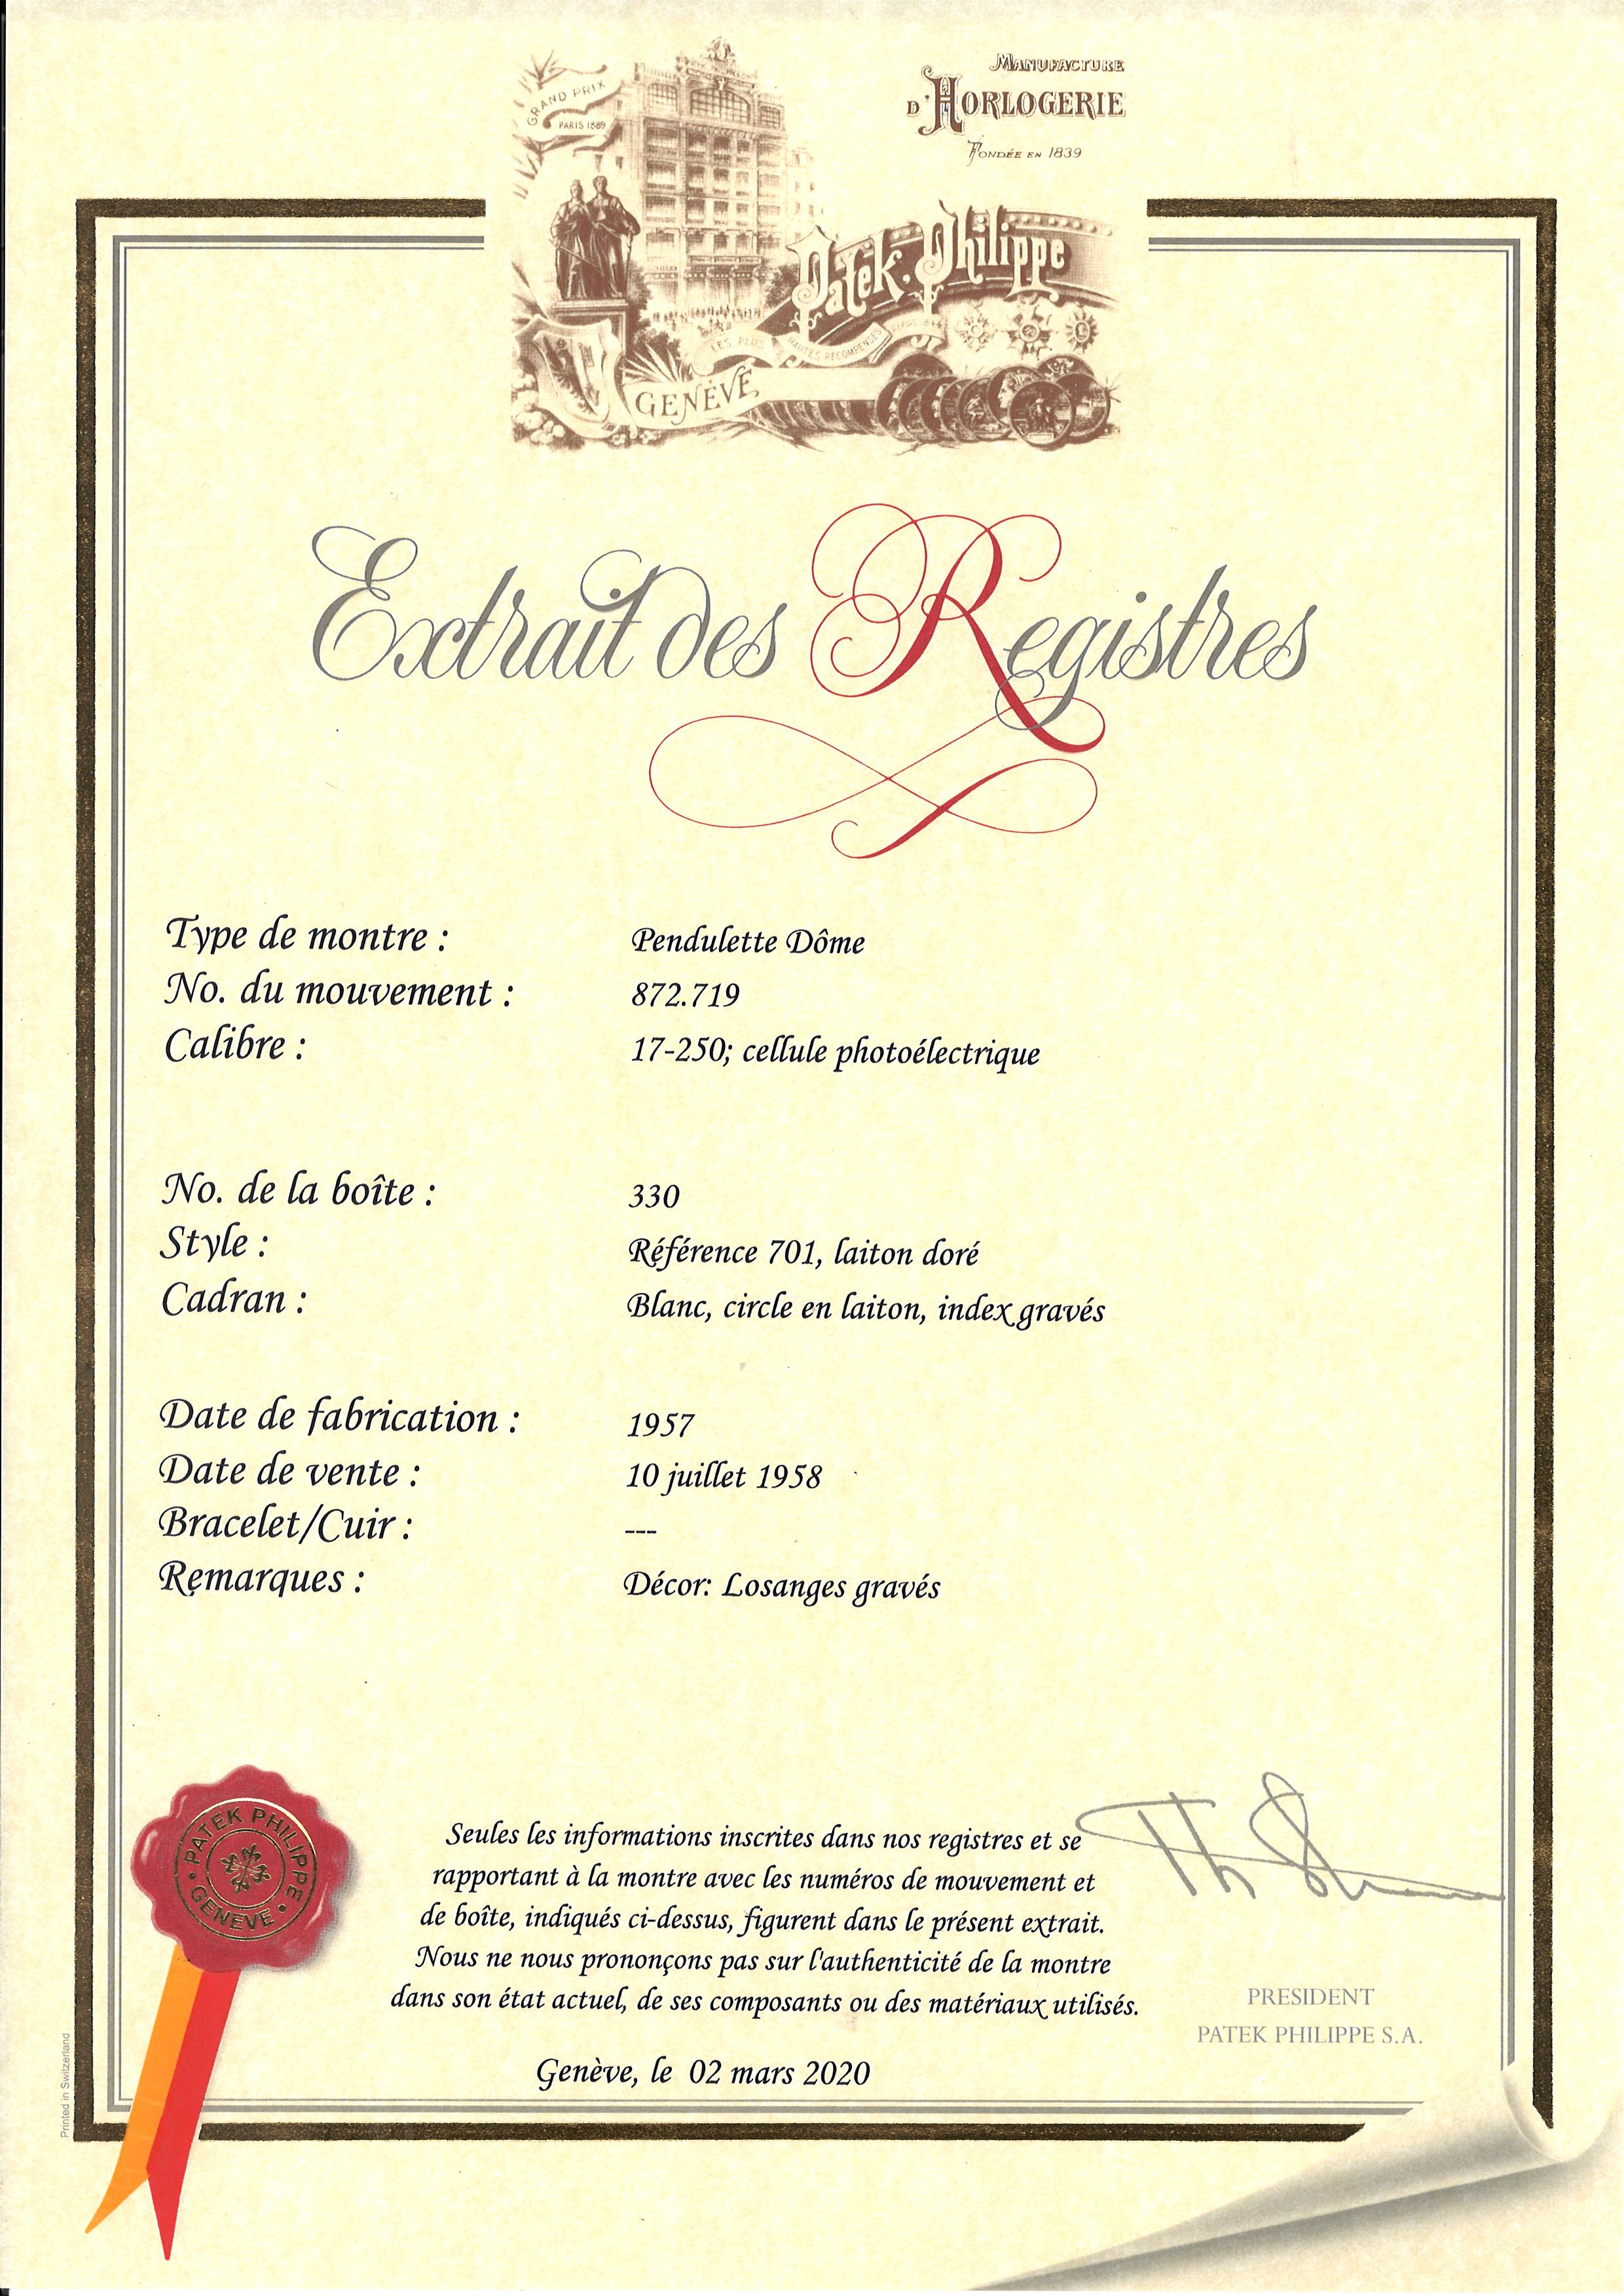 MANUFACTURE
D'HORLOGERIE
FONDÉE EN 1839
GRAND PRIX
PARIS 1889
Patek. Philippe
LES PLUS HAUTES RECOMPENSES
GENÈVE
Extrait des Registres
Type de montre : Pendulette Dôme
No. du mouvement : 872.719
Calibre : 17-250; cellule photoélectrique
No. de la boîte : 330
Style : Référence 701, laiton doré
Cadran : Blanc, circle en laiton, index gravés
Date de fabrication : 1957
Date de vente : 10 juillet 1958
Bracelet/Cuir : ---
Remarques : Décor: Losanges gravés
PATEK PHILIPPE
GENEVE
Seules les informations inscrites dans nos registres et se
rapportant à la montre avec les numéros de mouvement et
de boîte, indiqués ci-dessus, figurent dans le présent extrait.
Nous ne nous prononçons pas sur l'authenticité de la montre
dans son état actuel, de ses composants ou des matériaux utilisés.
PRESIDENT
PATEK PHILIPPE S.A.
Genève, le 02 mars 2020
Printed in Switzerland